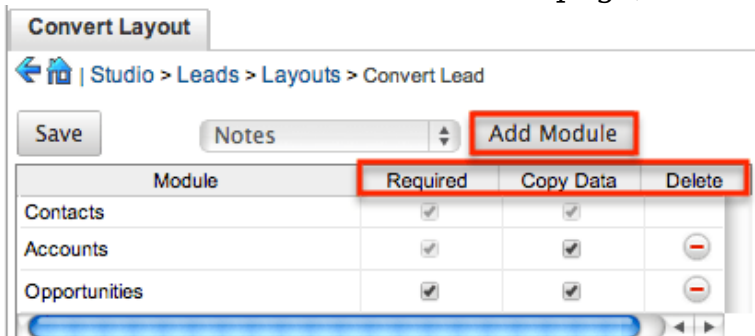 Convert Layout
| Studio > Leads > Layouts > Convert Lead
Save Notes Add Module
Module Required Copy Data Delete
Contacts
Accounts
Opportunities